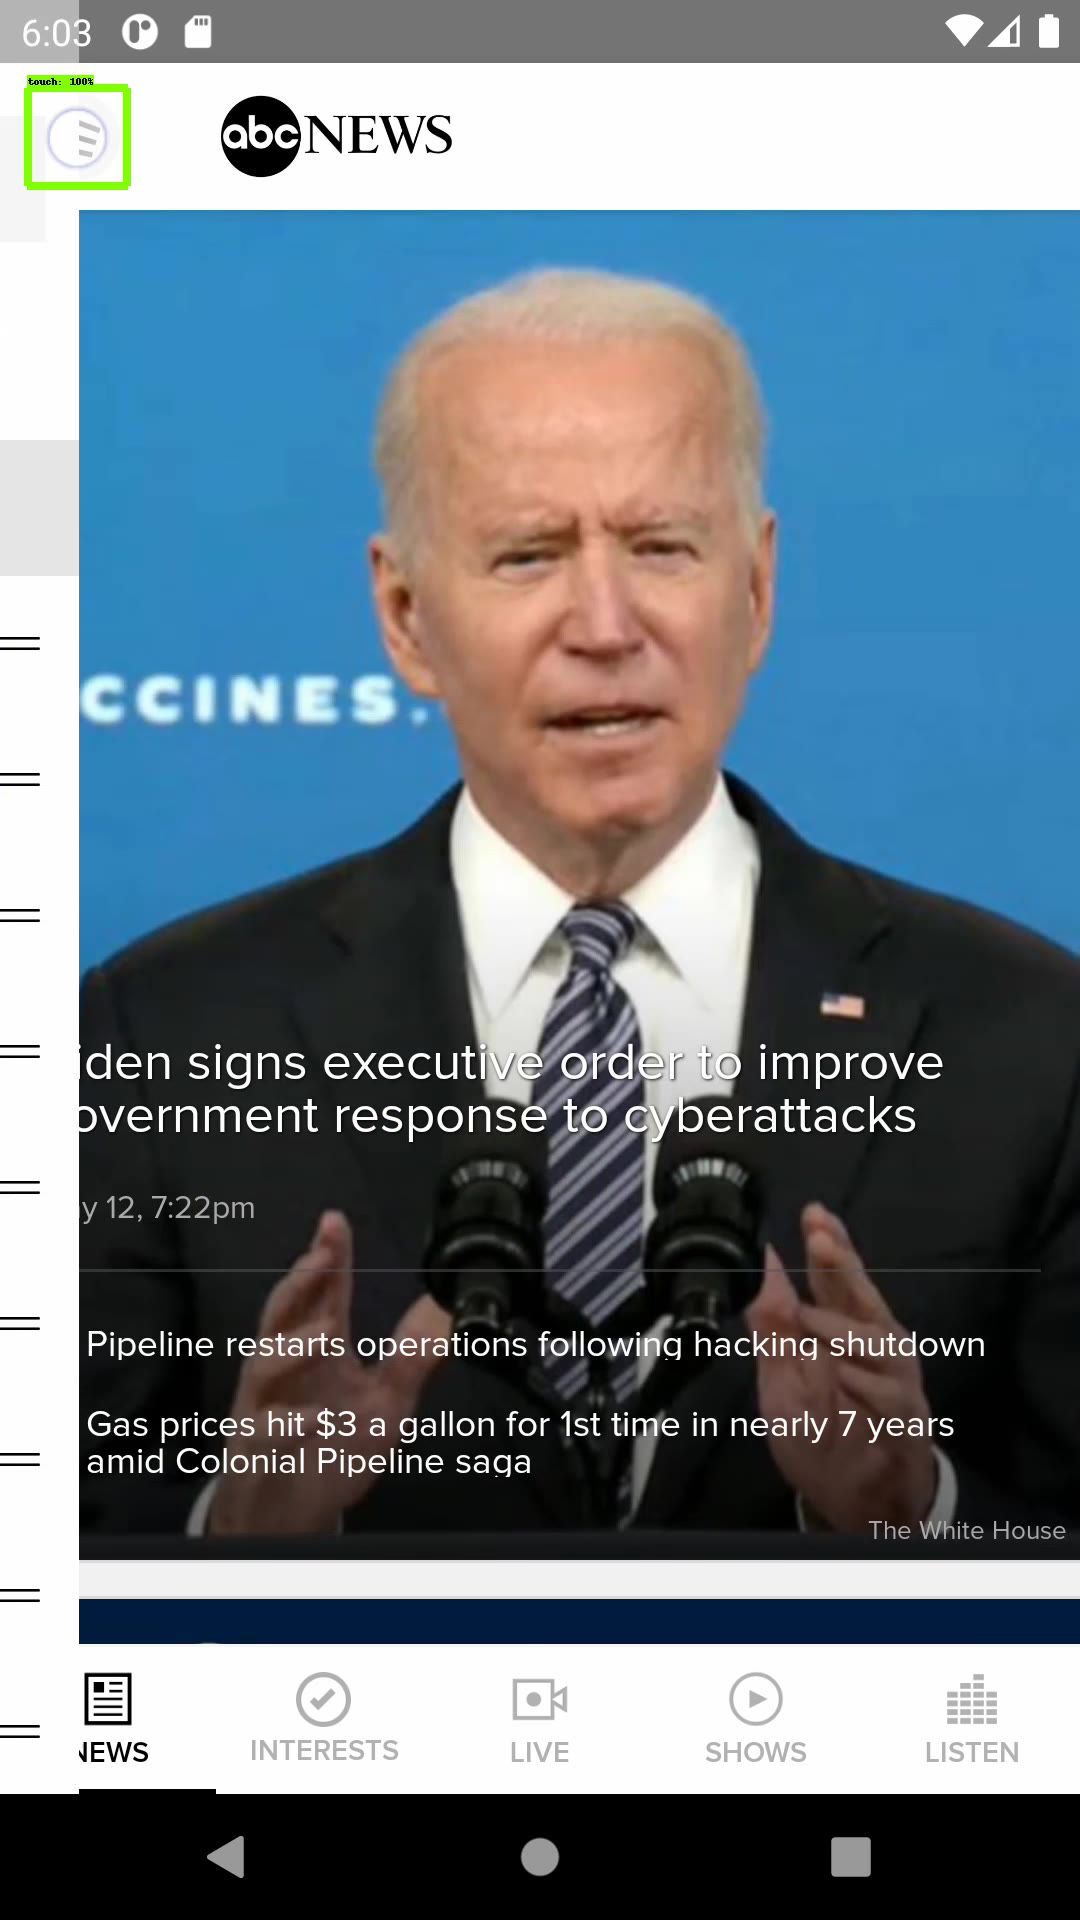 6:03
touch: 100%
abc NEWS
CCINES.
iden signs executive order to improve
overnment response to cyberattacks
y 12, 7:22pm
Pipeline restarts operations following hacking shutdown
Gas prices hit $3 a gallon for 1st time in nearly 7 years
amid Colonial Pipeline saga
The White House
NEWS
INTERESTS
LIVE
SHOWS
LISTEN